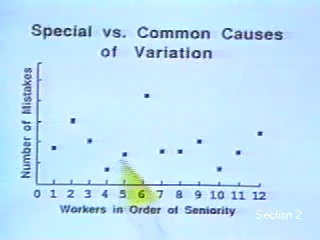 Special vs. Common Causes
of Variation
Number of Mistakes
0 1 2 3 4 5 6 7 8 9 10 11 12
Workers in Order of Seniority
Section 2